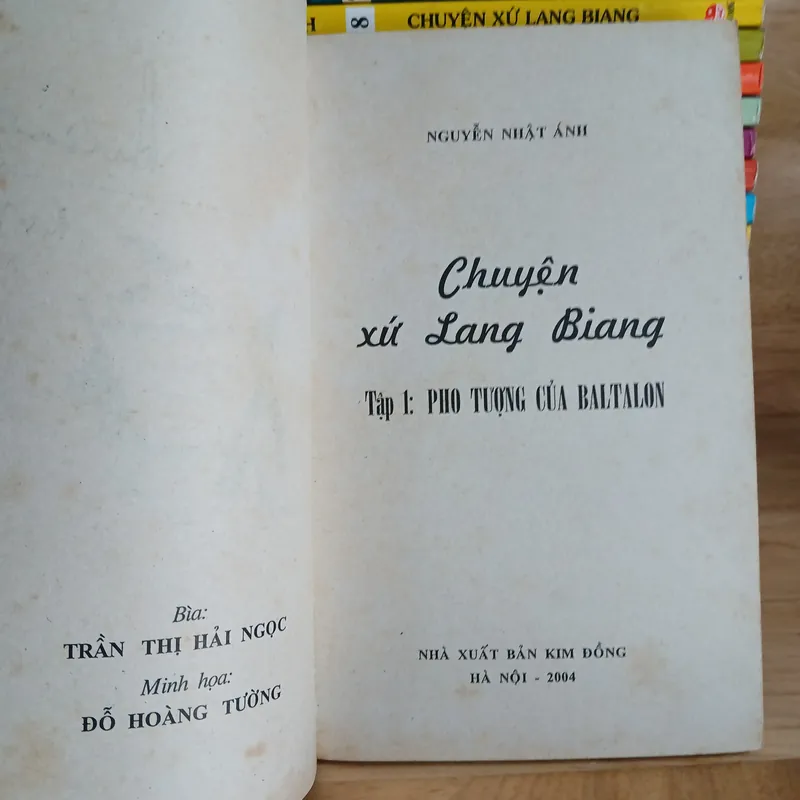 H 8 CHUYỆN XỨ LANG BIANG
NGUYỄN NHẬT ÁNH
Chuyện
xứ Lang Biang
Tập 1: PHO TƯỢNG CỦA BALTALON
Bìa:
TRẦN THỊ HẢI NGỌC
Minh họa:
ĐỖ HOÀNG TƯỜNG
NHÀ XUẤT BẢN KIM ĐỒNG
HÀ NỘI - 2004